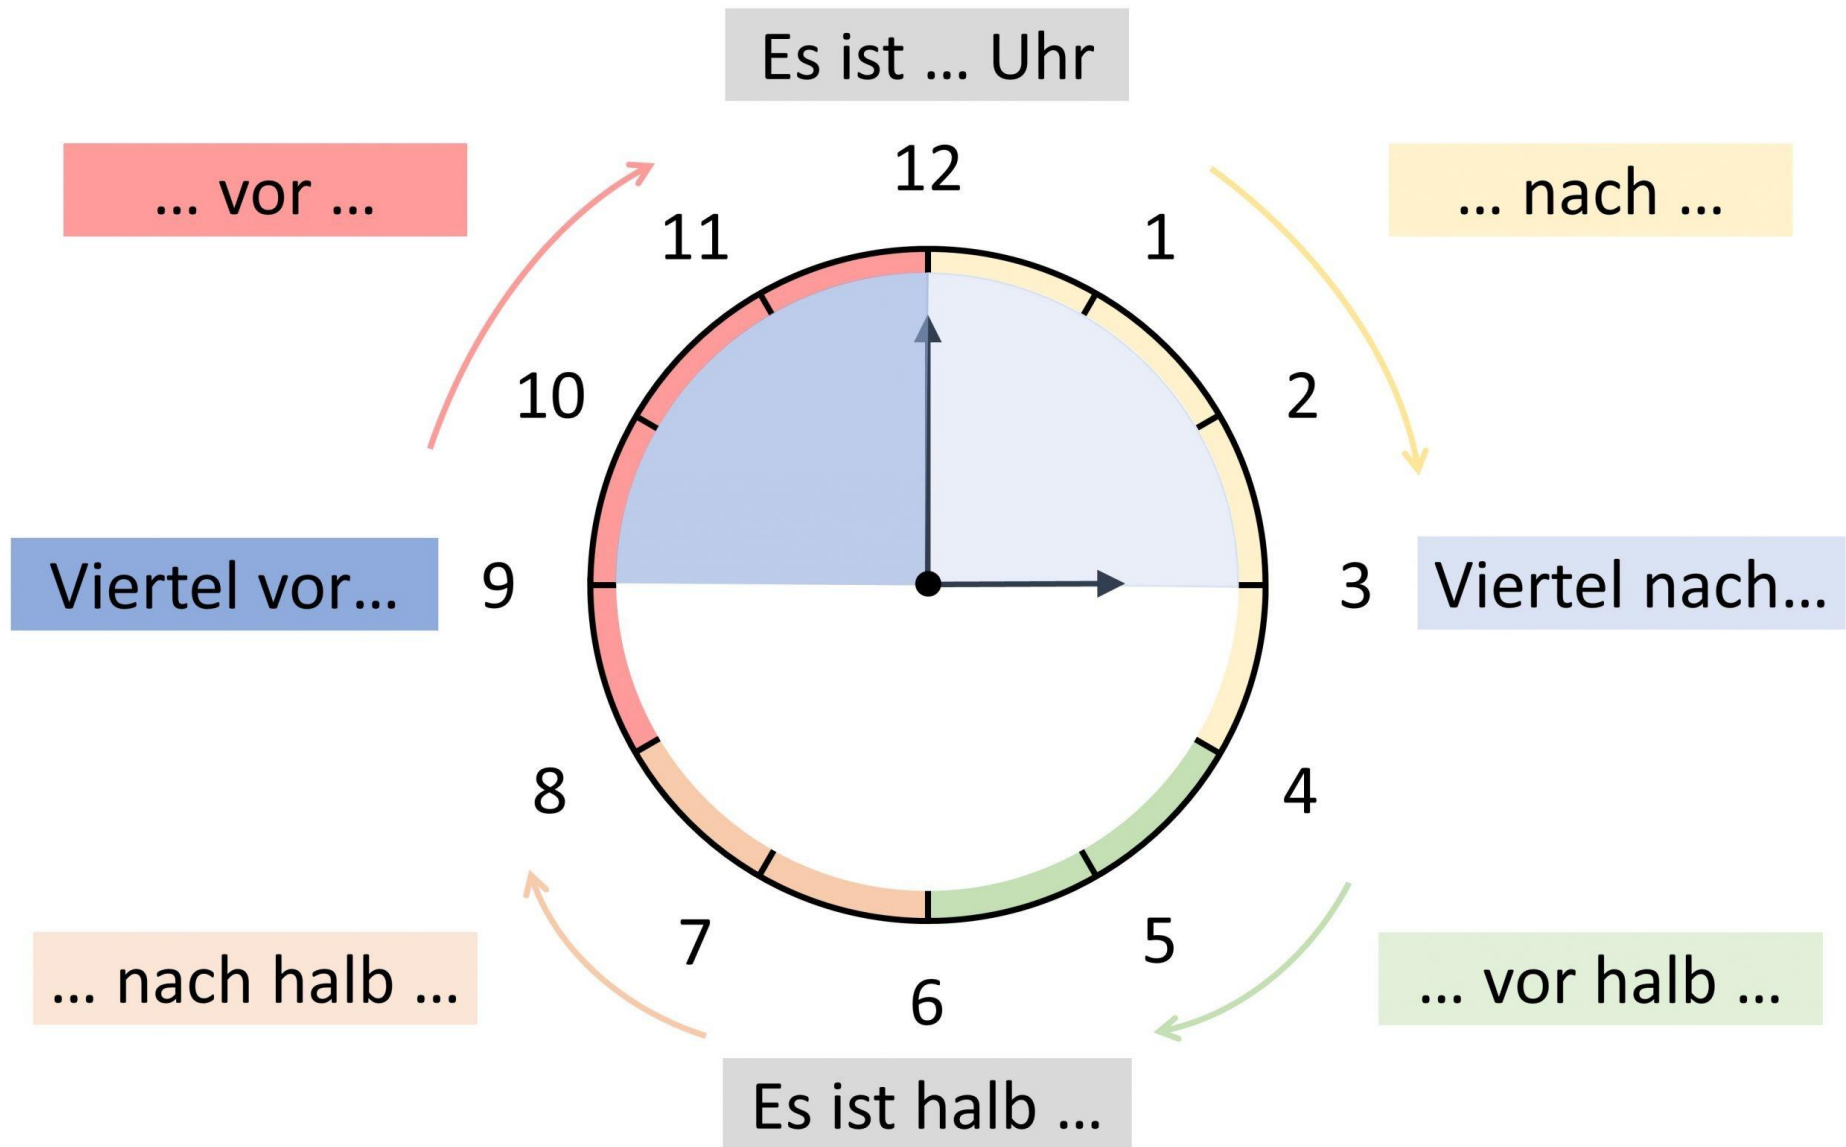 Es ist … Uhr
… vor …
… nach …
12
11
1
10
2
Viertel vor…
9
3
Viertel nach…
8
4
7
5
… nach halb …
6
… vor halb …
Es ist halb …